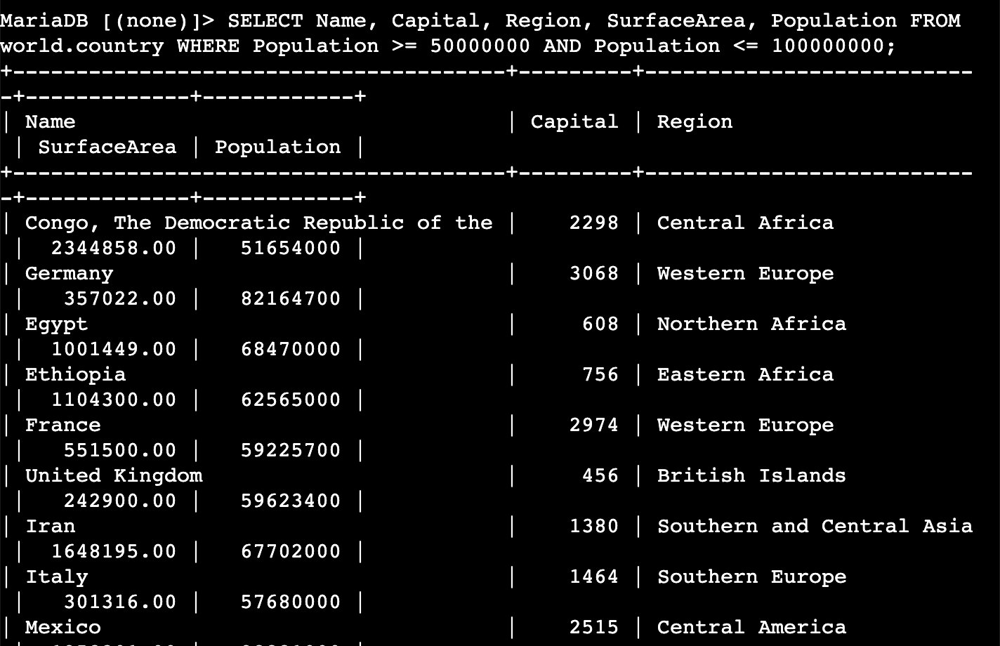 MariaDB [(none)]> SELECT Name, Capital, Region, SurfaceArea, Population FROM
world.country WHERE Population >= 50000000 AND Population <= 100000000;
+---------------------------------------+---------+--------------------------
-+-------------+------------+
| Name                                  | Capital | Region
 | SurfaceArea | Population |
+---------------------------------------+---------+--------------------------
-+-------------+------------+
| Congo, The Democratic Republic of the |    2298 | Central Africa
 |  2344858.00 |   51654000 |
| Germany                               |    3068 | Western Europe
 |   357022.00 |   82164700 |
| Egypt                                 |     608 | Northern Africa
 |  1001449.00 |   68470000 |
| Ethiopia                              |     756 | Eastern Africa
 |  1104300.00 |   62565000 |
| France                                |    2974 | Western Europe
 |   551500.00 |   59225700 |
| United Kingdom                        |     456 | British Islands
 |   242900.00 |   59623400 |
| Iran                                  |    1380 | Southern and Central Asia
 |  1648195.00 |   67702000 |
| Italy                                 |    1464 | Southern Europe
 |   301316.00 |   57680000 |
| Mexico                                |    2515 | Central America